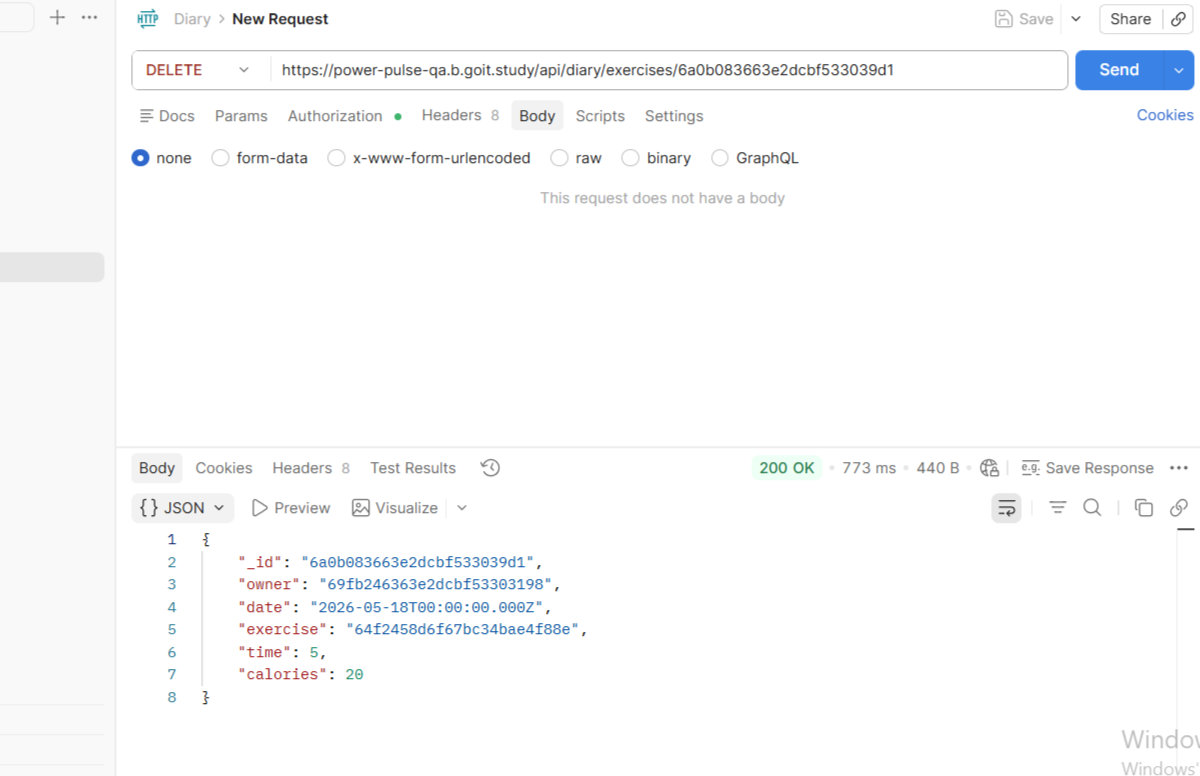 HTTP Diary > New Request Save Share
DELETE https://power-pulse-qa.b.goit.study/api/diary/exercises/6a0b083663e2dcbf533039d1 Send
Docs Params Authorization Headers 8 Body Scripts Settings Cookies
none form-data x-www-form-urlencoded raw binary GraphQL
This request does not have a body
Body Cookies Headers 8 Test Results 200 OK • 773 ms • 440 B • e.g. Save Response
{} JSON Preview Visualize
1 {
2 "_id": "6a0b083663e2dcbf533039d1",
3 "owner": "69fb246363e2dcbf53303198",
4 "date": "2026-05-18T00:00:00.000Z",
5 "exercise": "64f2458d6f67bc34bae4f88e",
6 "time": 5,
7 "calories": 20
8 }
Window
Windows'